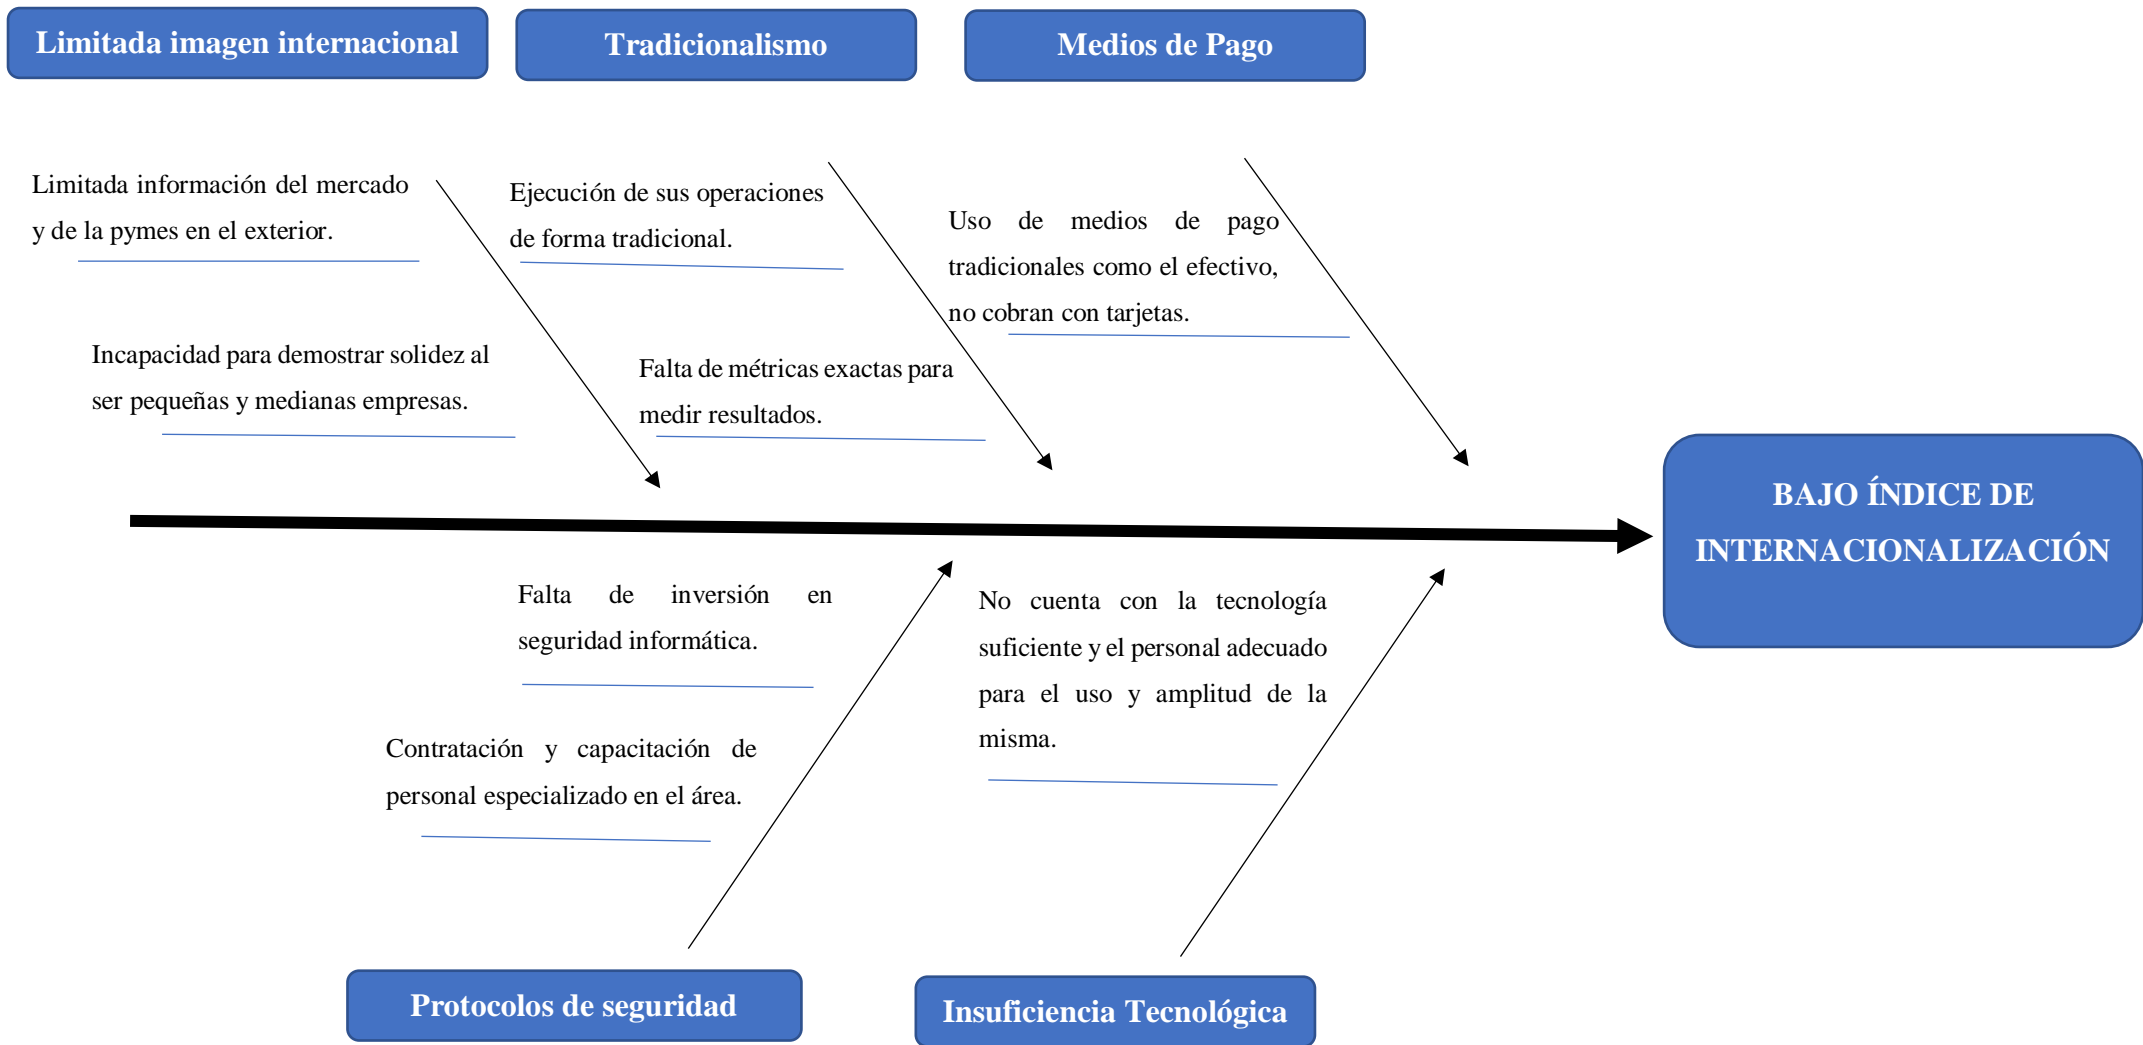 Limitada imagen internacional
Tradicionalismo
Medios de Pago
Limitada información del mercado
y de la pymes en el exterior.
Incapacidad para demostrar solidez al
ser pequeñas y medianas empresas.
Ejecución de sus operaciones
de forma tradicional.
Falta de métricas exactas para
medir resultados.
Uso de medios de pago
tradicionales como el efectivo,
no cobran con tarjetas.
BAJO ÍNDICE DE
INTERNACIONALIZACIÓN
Falta de inversión en
seguridad informática.
Contratación y capacitación de
personal especializado en el área.
No cuenta con la tecnología
suficiente y el personal adecuado
para el uso y amplitud de la
misma.
Protocolos de seguridad
Insuficiencia Tecnológica